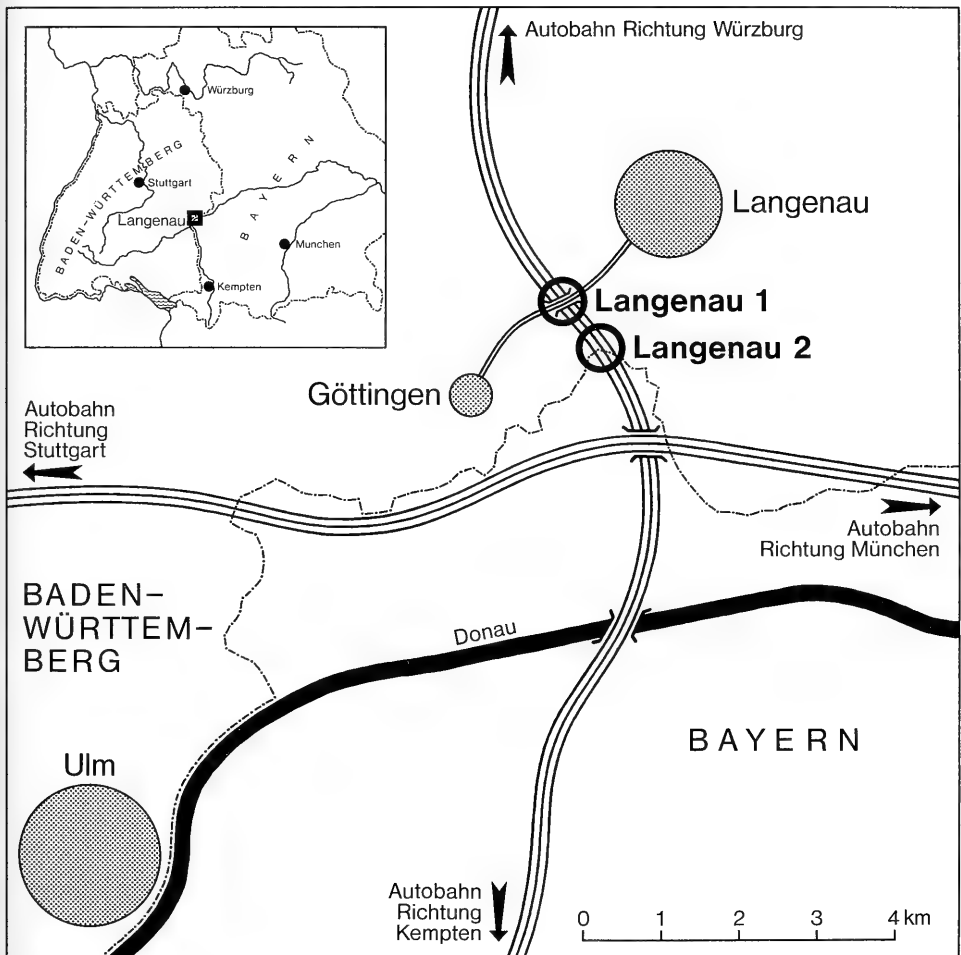 Autobahn Richtung Würzburg
Würzburg
BADEN-WÜRTTEMBERG
BAYERN
Stuttgart
Langenau
Munchen
Kempten
Langenau
Langenau 1
Langenau 2
Göttingen
Autobahn
Richtung
Stuttgart
Autobahn
Richtung München
BADEN–
WÜRTTEM–
BERG
Donau
BAYERN
Ulm
Autobahn
Richtung
Kempten
0 1 2 3 4 km